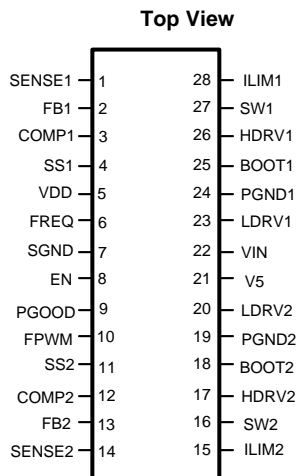 Top View
SENSE1 1 28 ILIM1
FB1 2 27 SW1
COMP1 3 26 HDRV1
SS1 4 25 BOOT1
VDD 5 24 PGND1
FREQ 6 23 LDRV1
SGND 7 22 VIN
EN 8 21 V5
PGOOD 9 20 LDRV2
FPWM 10 19 PGND2
SS2 11 18 BOOT2
COMP2 12 17 HDRV2
FB2 13 16 SW2
SENSE2 14 15 ILIM2